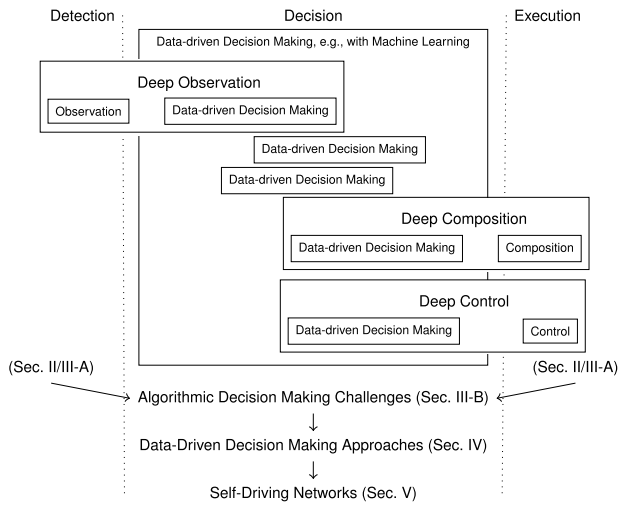 Detection
Decision
Execution
Data-driven Decision Making, e.g., with Machine Learning
Deep Observation
Observation
Data-driven Decision Making
Data-driven Decision Making
Data-driven Decision Making
Deep Composition
Data-driven Decision Making
Composition
Deep Control
Data-driven Decision Making
Control
(Sec. II/III-A)
(Sec. II/III-A)
Algorithmic Decision Making Challenges (Sec. III-B)
Data-Driven Decision Making Approaches (Sec. IV)
Self-Driving Networks (Sec. V)